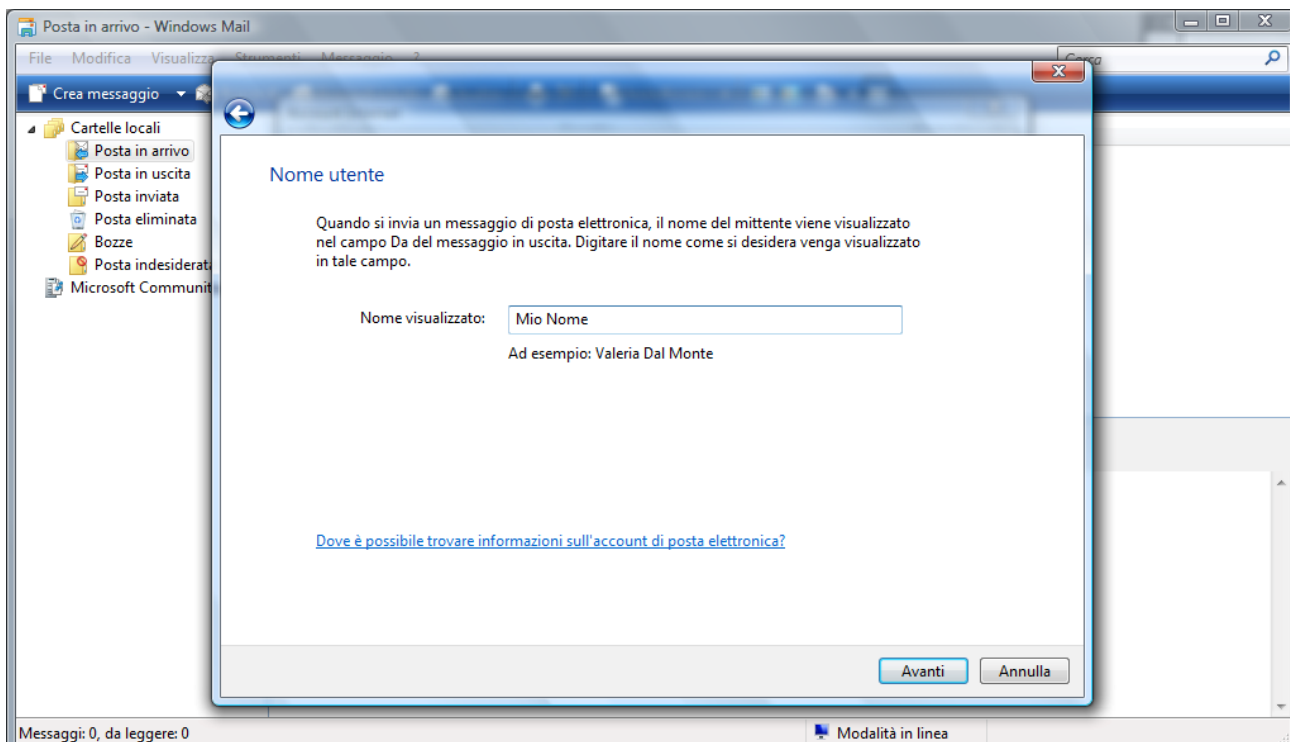 Posta in arrivo - Windows Mail
File Modifica Visualizza Strumenti Messaggio ?
Cerca
Crea messaggio
Cartelle locali
Posta in arrivo
Posta in uscita
Posta inviata
Posta eliminata
Bozze
Posta indesiderata
Microsoft Communit
Nome utente
Quando si invia un messaggio di posta elettronica, il nome del mittente viene visualizzato
nel campo Da del messaggio in uscita. Digitare il nome come si desidera venga visualizzato
in tale campo.
Nome visualizzato: Mio Nome
Ad esempio: Valeria Dal Monte
Dove è possibile trovare informazioni sull'account di posta elettronica?
Avanti Annulla
Messaggi: 0, da leggere: 0 Modalità in linea